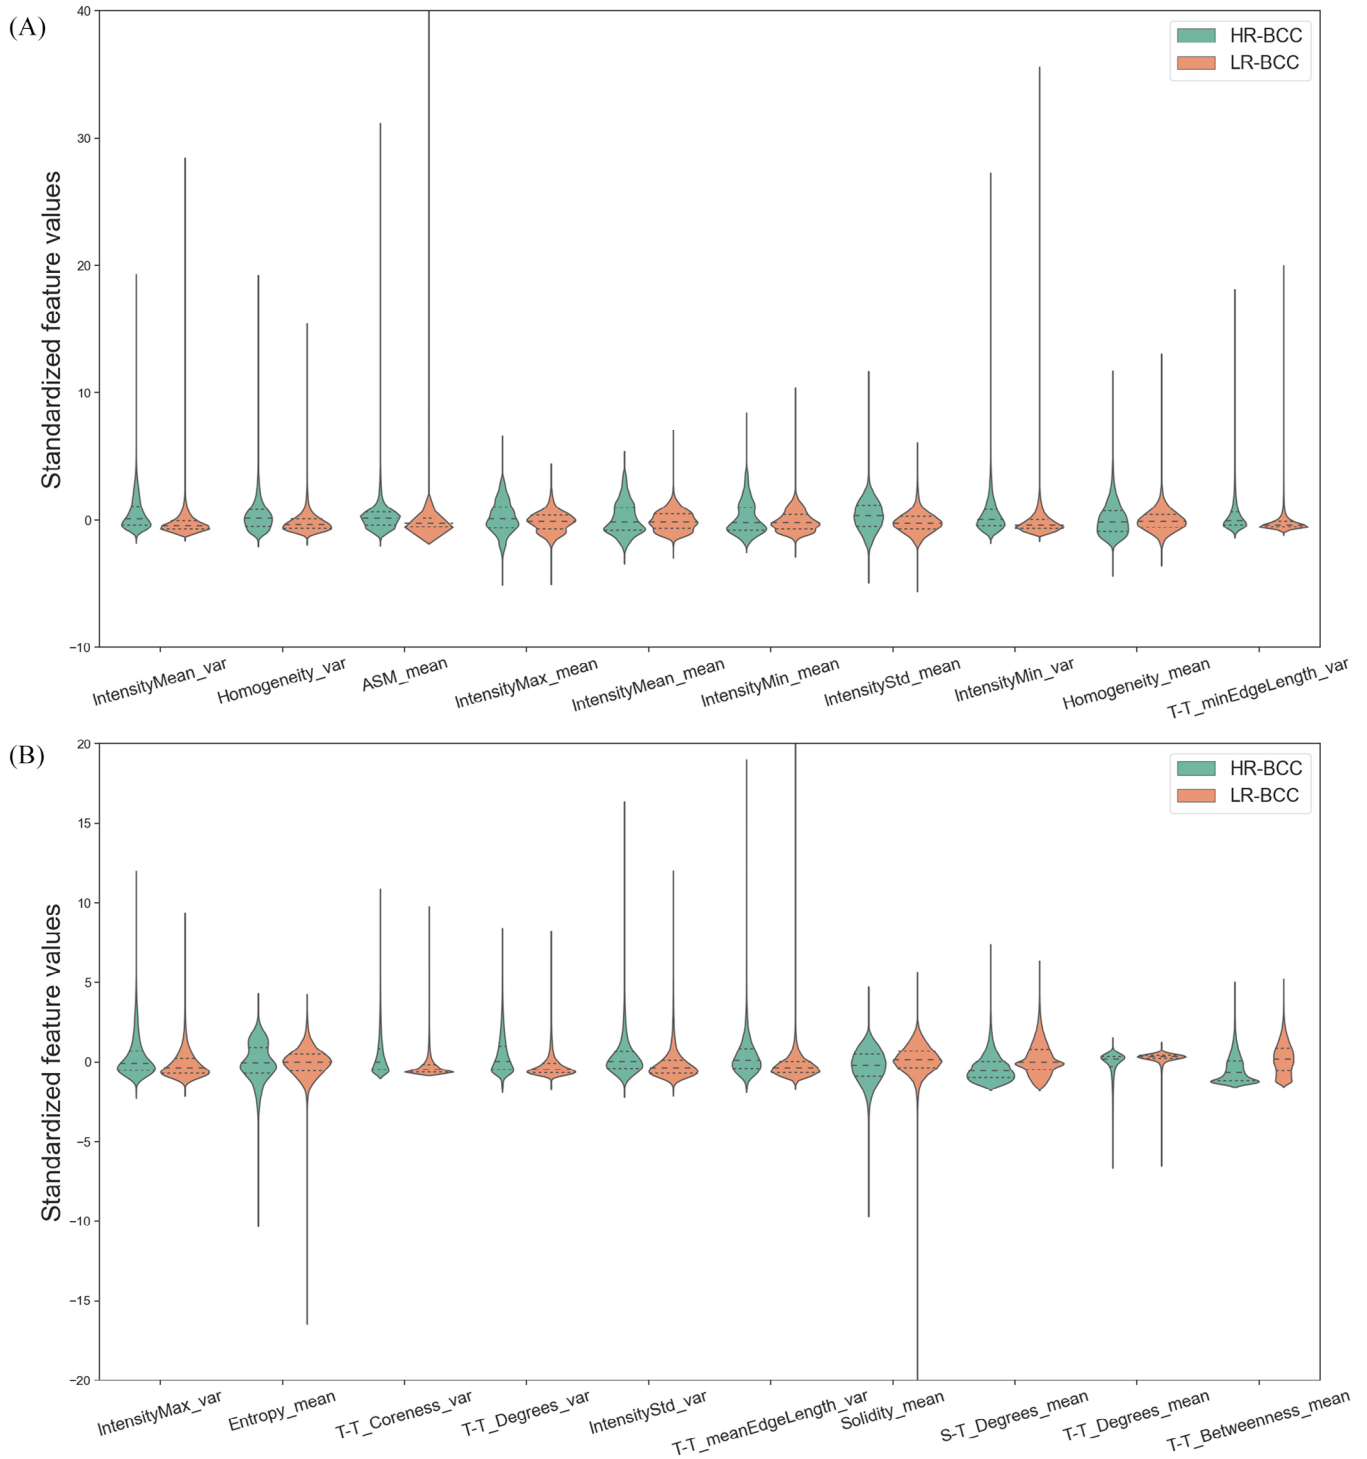 (A)
Standardized feature values
40
30
20
10
0
−10
HR-BCC
LR-BCC
IntensityMean_var
Homogeneity_var
ASM_mean
IntensityMax_mean
IntensityMean_mean
IntensityMin_mean
IntensityStd_mean
IntensityMin_var
Homogeneity_mean
T-T_minEdgeLength_var
(B)
Standardized feature values
20
15
10
5
0
−5
−10
−15
−20
HR-BCC
LR-BCC
IntensityMax_var
Entropy_mean
T-T_Coreness_var
T-T_Degrees_var
IntensityStd_var
T-T_meanEdgeLength_var
Solidity_mean
S-T_Degrees_mean
T-T_Degrees_mean
T-T_Betweenness_mean